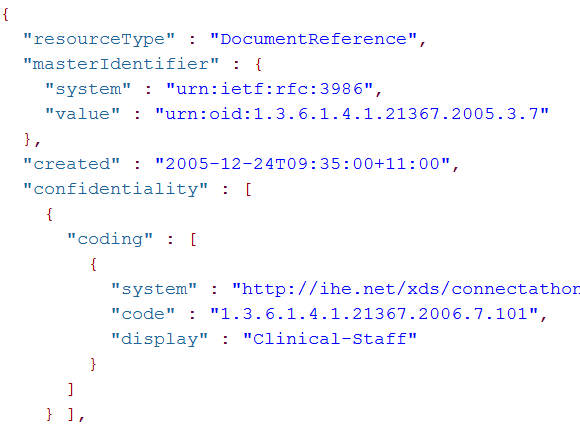 {
"resourceType" : "DocumentReference",
"masterIdentifier" : {
"system" : "urn:ietf:rfc:3986",
"value" : "urn:oid:1.3.6.1.4.1.21367.2005.3.7"
},
"created" : "2005-12-24T09:35:00+11:00",
"confidentiality" : [
{
"coding" : [
{
"system" : "http://ihe.net/xds/connectathon
"code" : "1.3.6.1.4.1.21367.2006.7.101",
"display" : "Clinical-Staff"
}
]
} ],